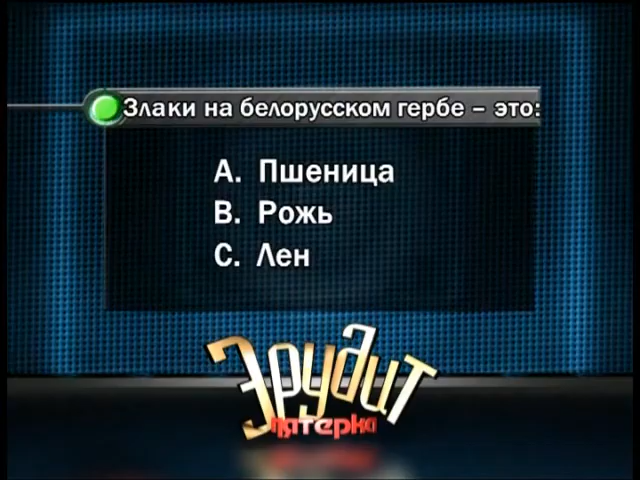 Злаки на белорусском гербе – это:
А. Пшеница
В. Рожь
С. Лен
Эрудит
пятерка